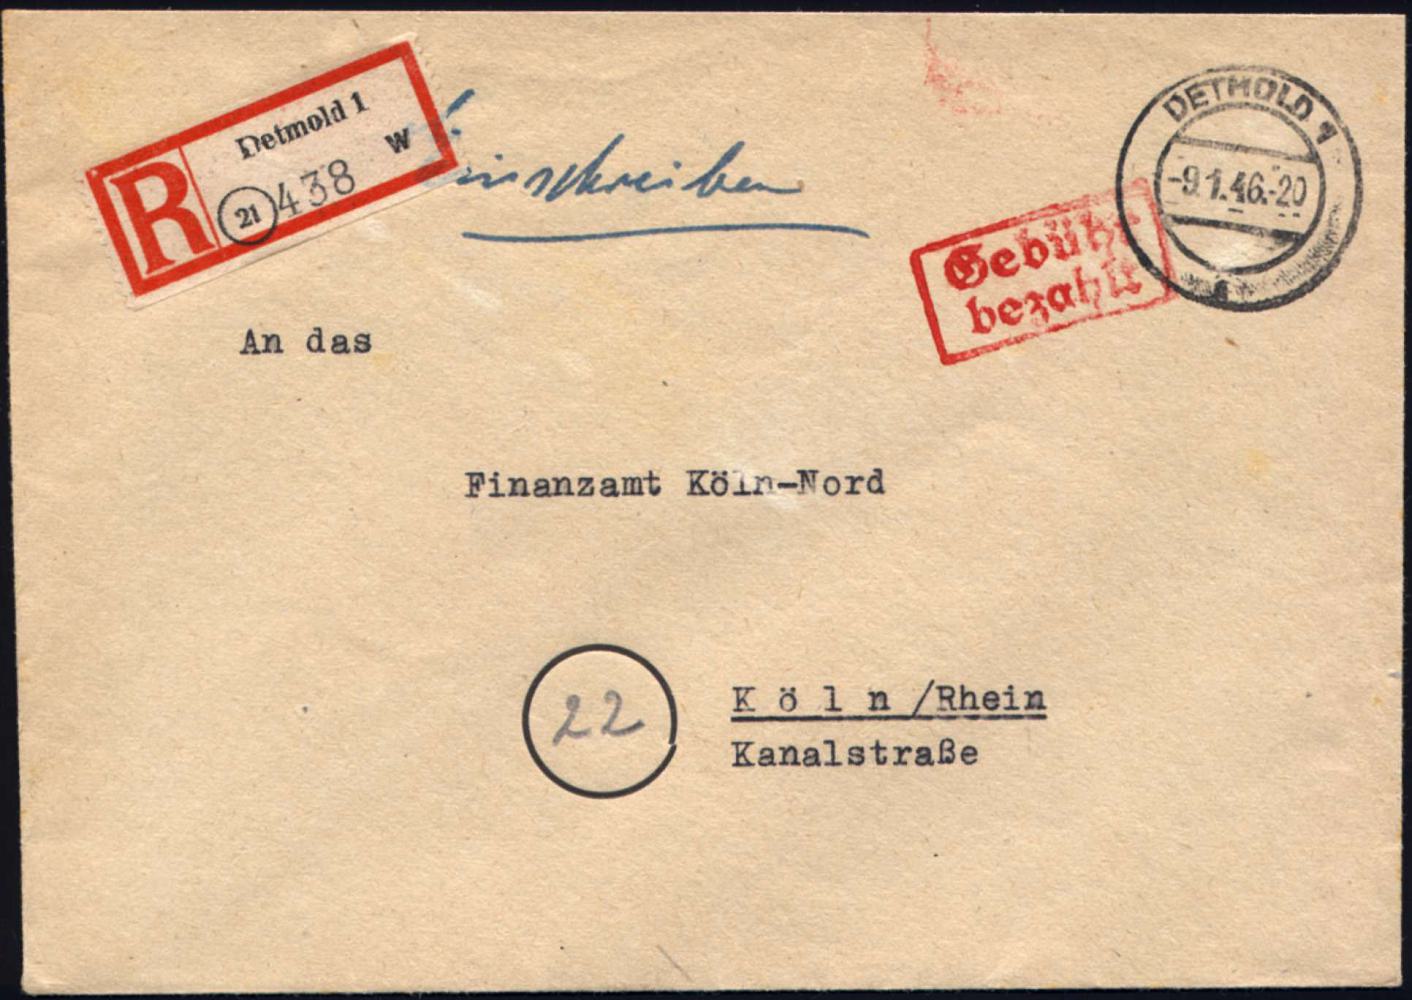 R
Detmold 1
21 438 w
Einschreiben
DETMOLD 1
-9.1.46.-20
Gebühr
bezahlt
An das
Finanzamt Köln-Nord
22
K ö l n /Rhein
Kanalstraße